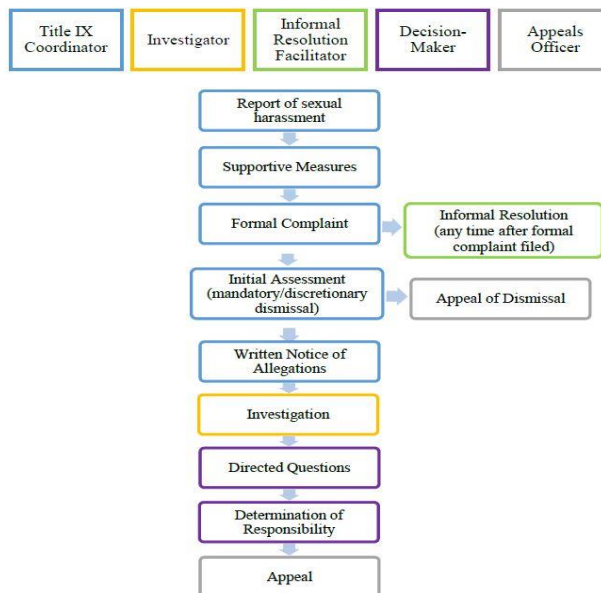 Title IX
Coordinator
Investigator
Informal
Resolution
Facilitator
Decision-
Maker
Appeals
Officer
Report of sexual
harassment
Supportive Measures
Formal Complaint
Informal Resolution
(any time after formal
complaint filed)
Initial Assessment
(mandatory/discretionary
dismissal)
Appeal of Dismissal
Written Notice of
Allegations
Investigation
Directed Questions
Determination of
Responsibility
Appeal